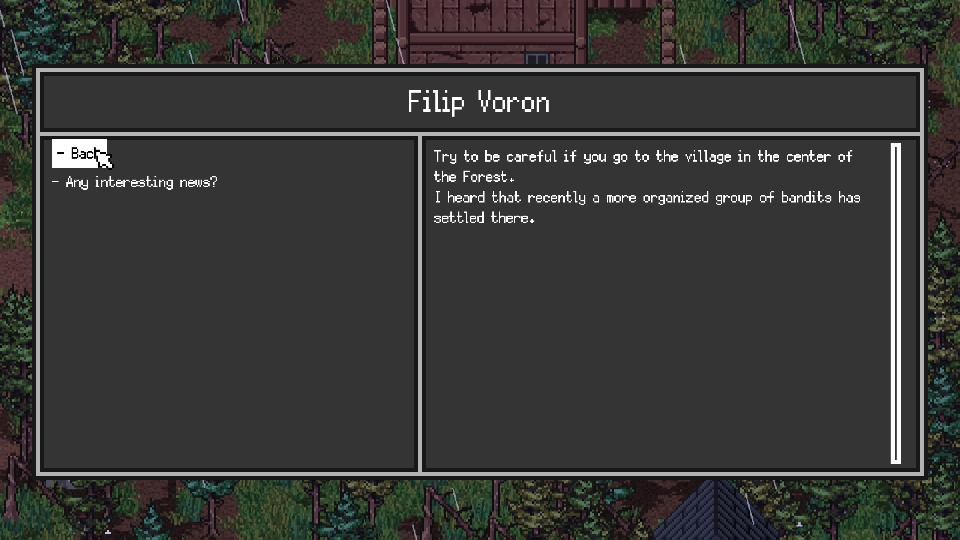 Filip Voron
- Back
- Any interesting news?
Try to be careful if you go to the village in the center of
the Forest.
I heard that recently a more organized group of bandits has
settled there.